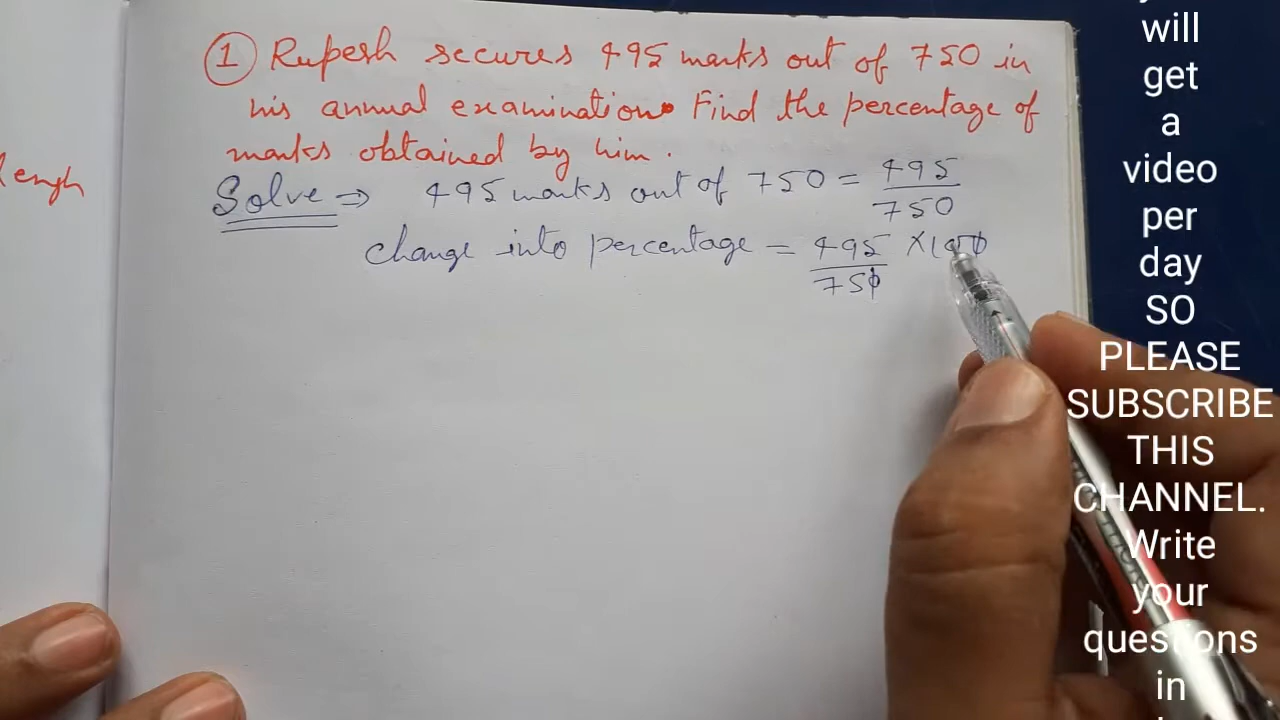 ① Rupesh secures 495 marks out of 750 in
his annual examination. Find the percentage of
marks obtained by him.
Solve ⇒ 495 marks out of 750 = 495/750
change into percentage = 495/750 ×100
length
will
get
a
video
per
day
SO
PLEASE
SUBSCRIBE
THIS
CHANNEL.
Write
your
questions
in